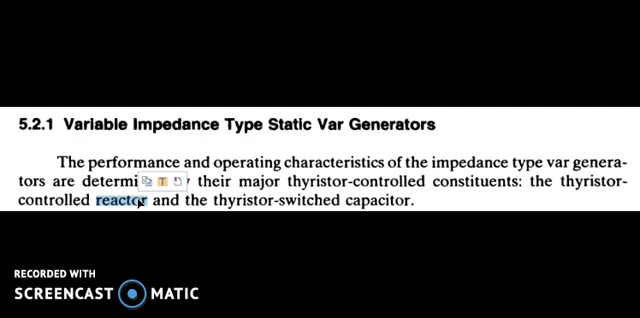 5.2.1 Variable Impedance Type Static Var Generators
The performance and operating characteristics of the impedance type var genera-
tors are determi their major thyristor-controlled constituents: the thyristor-
controlled reactor and the thyristor-switched capacitor.
RECORDED WITH
SCREENCAST MATIC